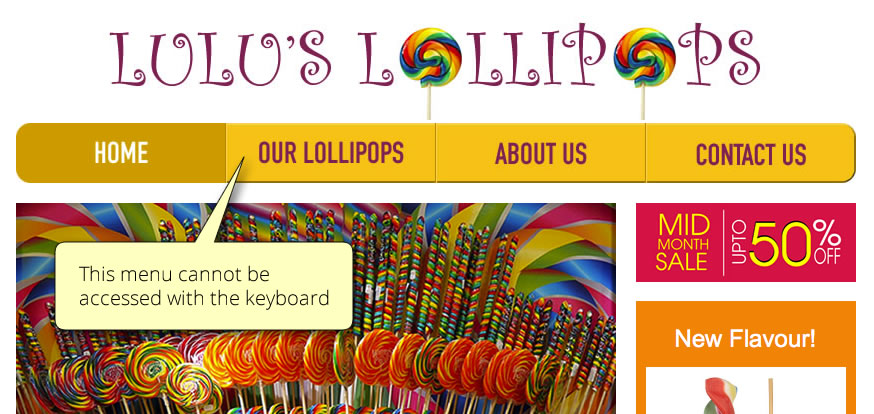 LULU'S LOLLIPOPS
HOME
OUR LOLLIPOPS
ABOUT US
CONTACT US
This menu cannot be
accessed with the keyboard
MID
MONTH
SALE
UPTO
50%
OFF
New Flavour!